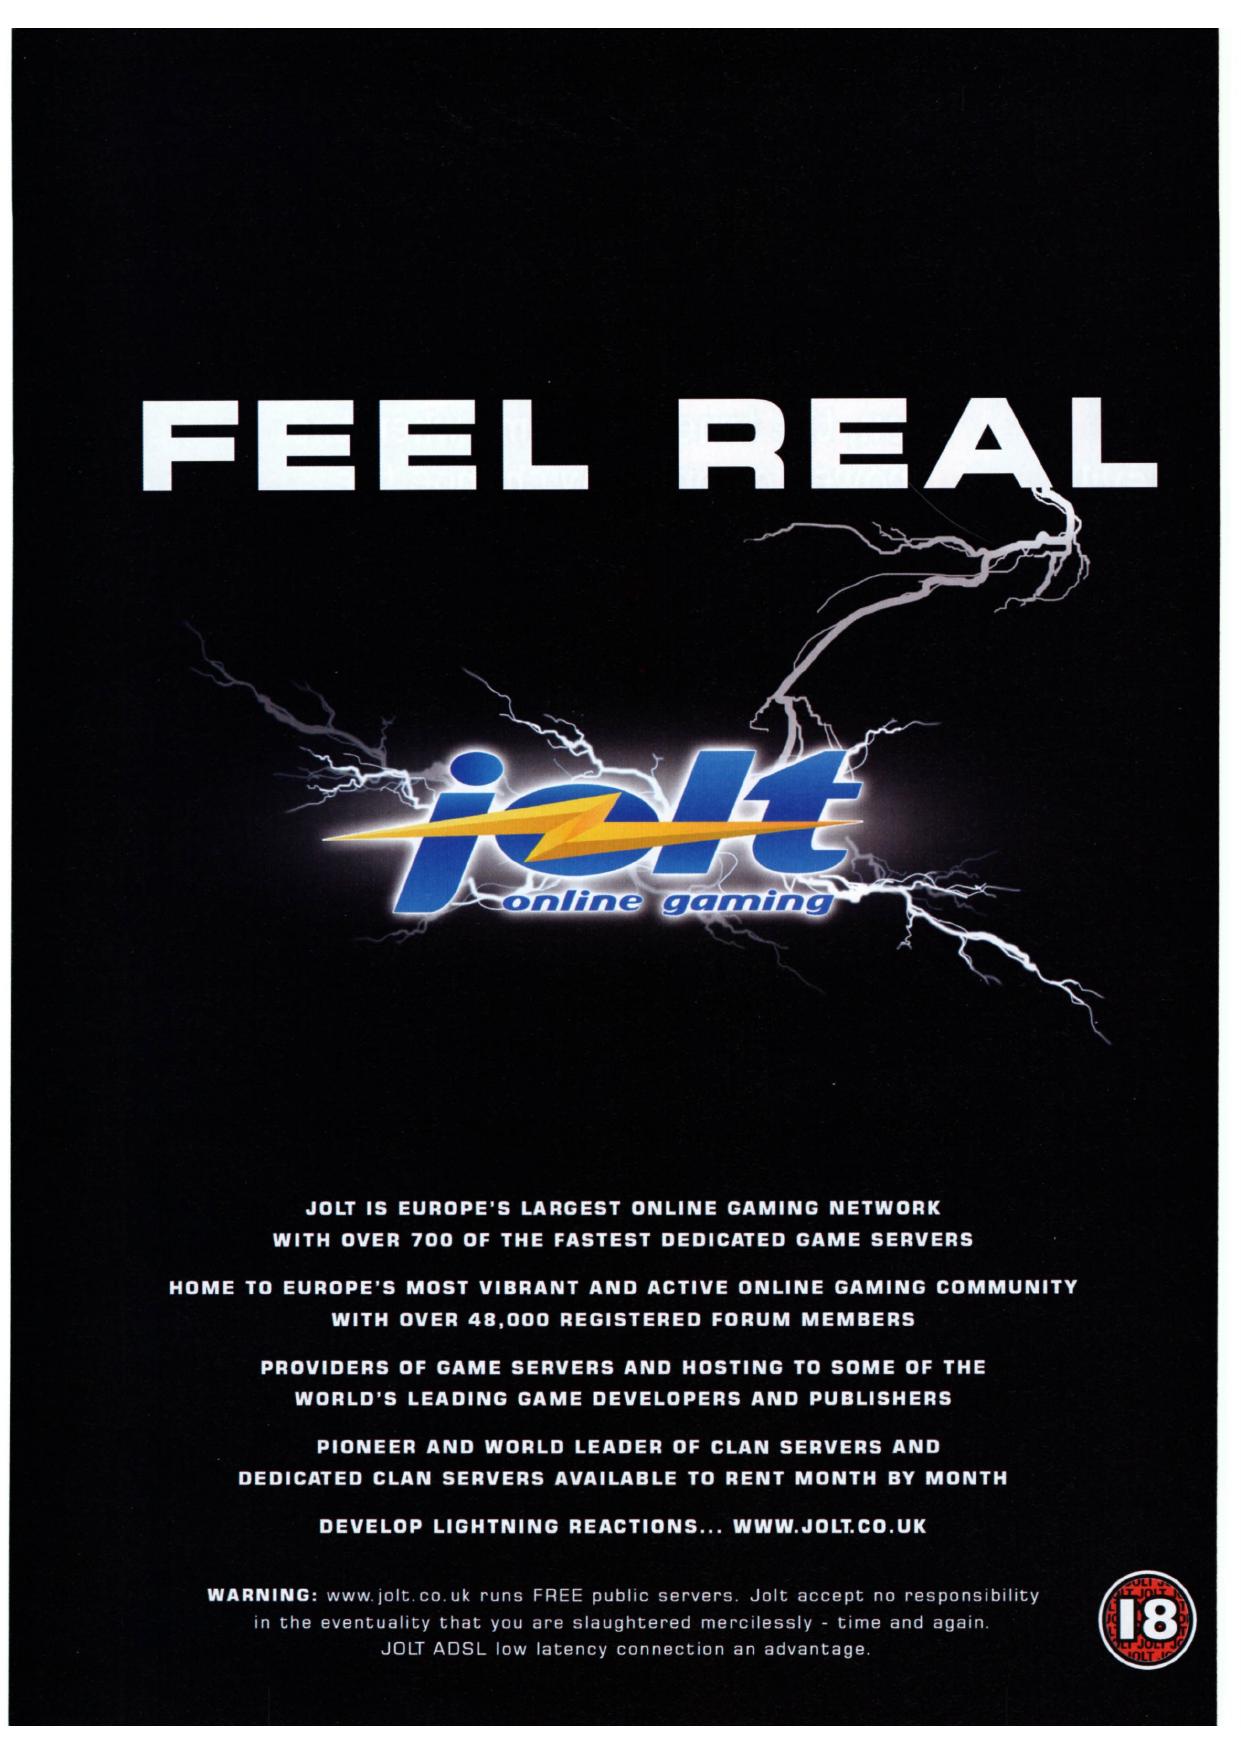 FEEL REAL
jolt
online gaming
JOLT IS EUROPE'S LARGEST ONLINE GAMING NETWORK
WITH OVER 700 OF THE FASTEST DEDICATED GAME SERVERS
HOME TO EUROPE'S MOST VIBRANT AND ACTIVE ONLINE GAMING COMMUNITY
WITH OVER 48,000 REGISTERED FORUM MEMBERS
PROVIDERS OF GAME SERVERS AND HOSTING TO SOME OF THE
WORLD'S LEADING GAME DEVELOPERS AND PUBLISHERS
PIONEER AND WORLD LEADER OF CLAN SERVERS AND
DEDICATED CLAN SERVERS AVAILABLE TO RENT MONTH BY MONTH
DEVELOP LIGHTNING REACTIONS... WWW.JOLT.CO.UK
WARNING: www.jolt.co.uk runs FREE public servers. Jolt accept no responsibility
in the eventuality that you are slaughtered mercilessly - time and again.
JOLT ADSL low latency connection an advantage.
18